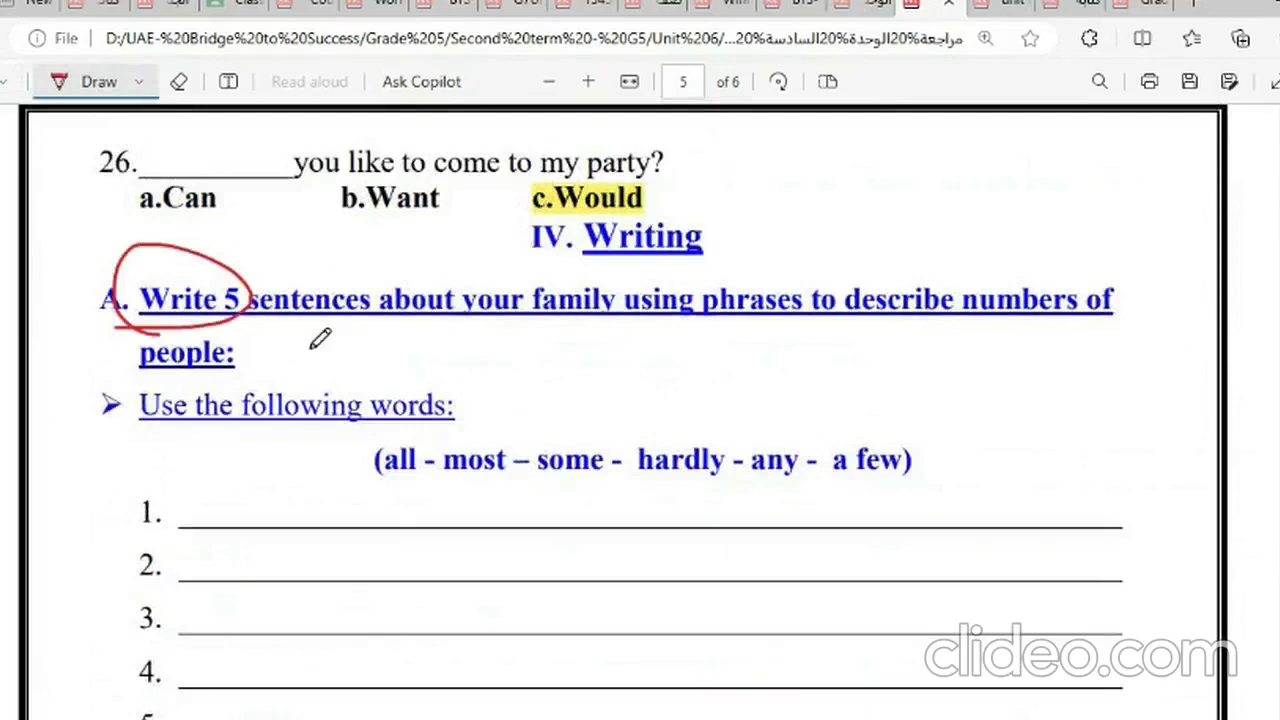 File
D:/UAE-%20Bridge%20to%20Success/Grade%205/Second%20term%20-%20G5/Unit%206/...20%السادسة20%الوحدة20%مراجعة
Draw
Read aloud
Ask Copilot
5
of 6
26.__________you like to come to my party?
a.Can b.Want c.Would
IV. Writing
A. Write 5 sentences about your family using phrases to describe numbers of
people:
➢ Use the following words:
(all - most – some - hardly - any - a few)
1.
2.
3.
4.
clideo.com